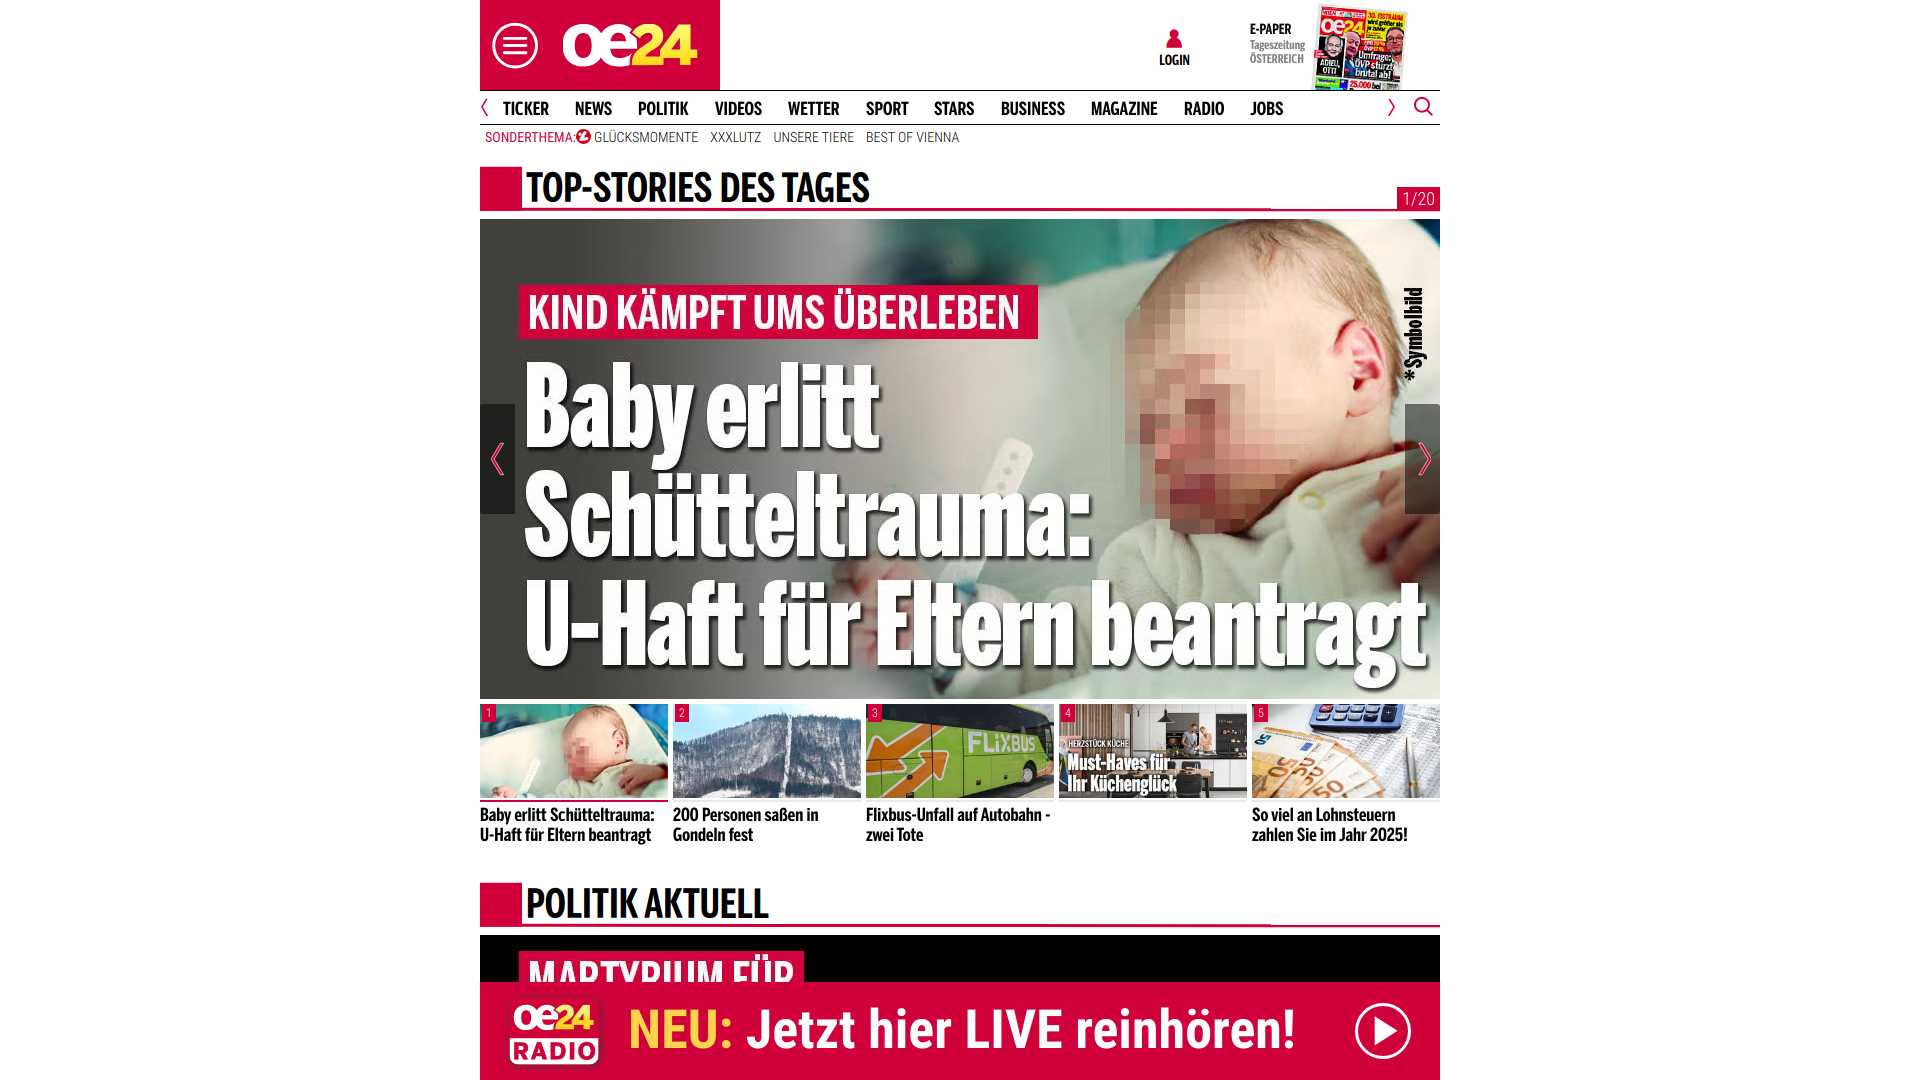 oe24
LOGIN
E-PAPER
Tageszeitung
ÖSTERREICH
oe24
ADIEU,
OTTI
Umfrage:
ÖVP stürzt
brutal ab!
25.000 bei
TICKER NEWS POLITIK VIDEOS WETTER SPORT STARS BUSINESS MAGAZINE RADIO JOBS
SONDERTHEMA: GLÜCKSMOMENTE XXXLUTZ UNSERE TIERE BEST OF VIENNA
TOP-STORIES DES TAGES
1/20
KIND KÄMPFT UMS ÜBERLEBEN
*Symbolbild
Baby erlitt
Schütteltrauma:
U-Haft für Eltern beantragt
1
Baby erlitt Schütteltrauma:
U-Haft für Eltern beantragt
2
200 Personen saßen in
Gondeln fest
3
FLiXBUS
Flixbus-Unfall auf Autobahn -
zwei Tote
4
HERZSTÜCK KÜCHE
Must-Haves für
Ihr Küchenglück
5
So viel an Lohnsteuern
zahlen Sie im Jahr 2025!
POLITIK AKTUELL
MARTYRIUM FÜR
oe24
RADIO
NEU: Jetzt hier LIVE reinhören!